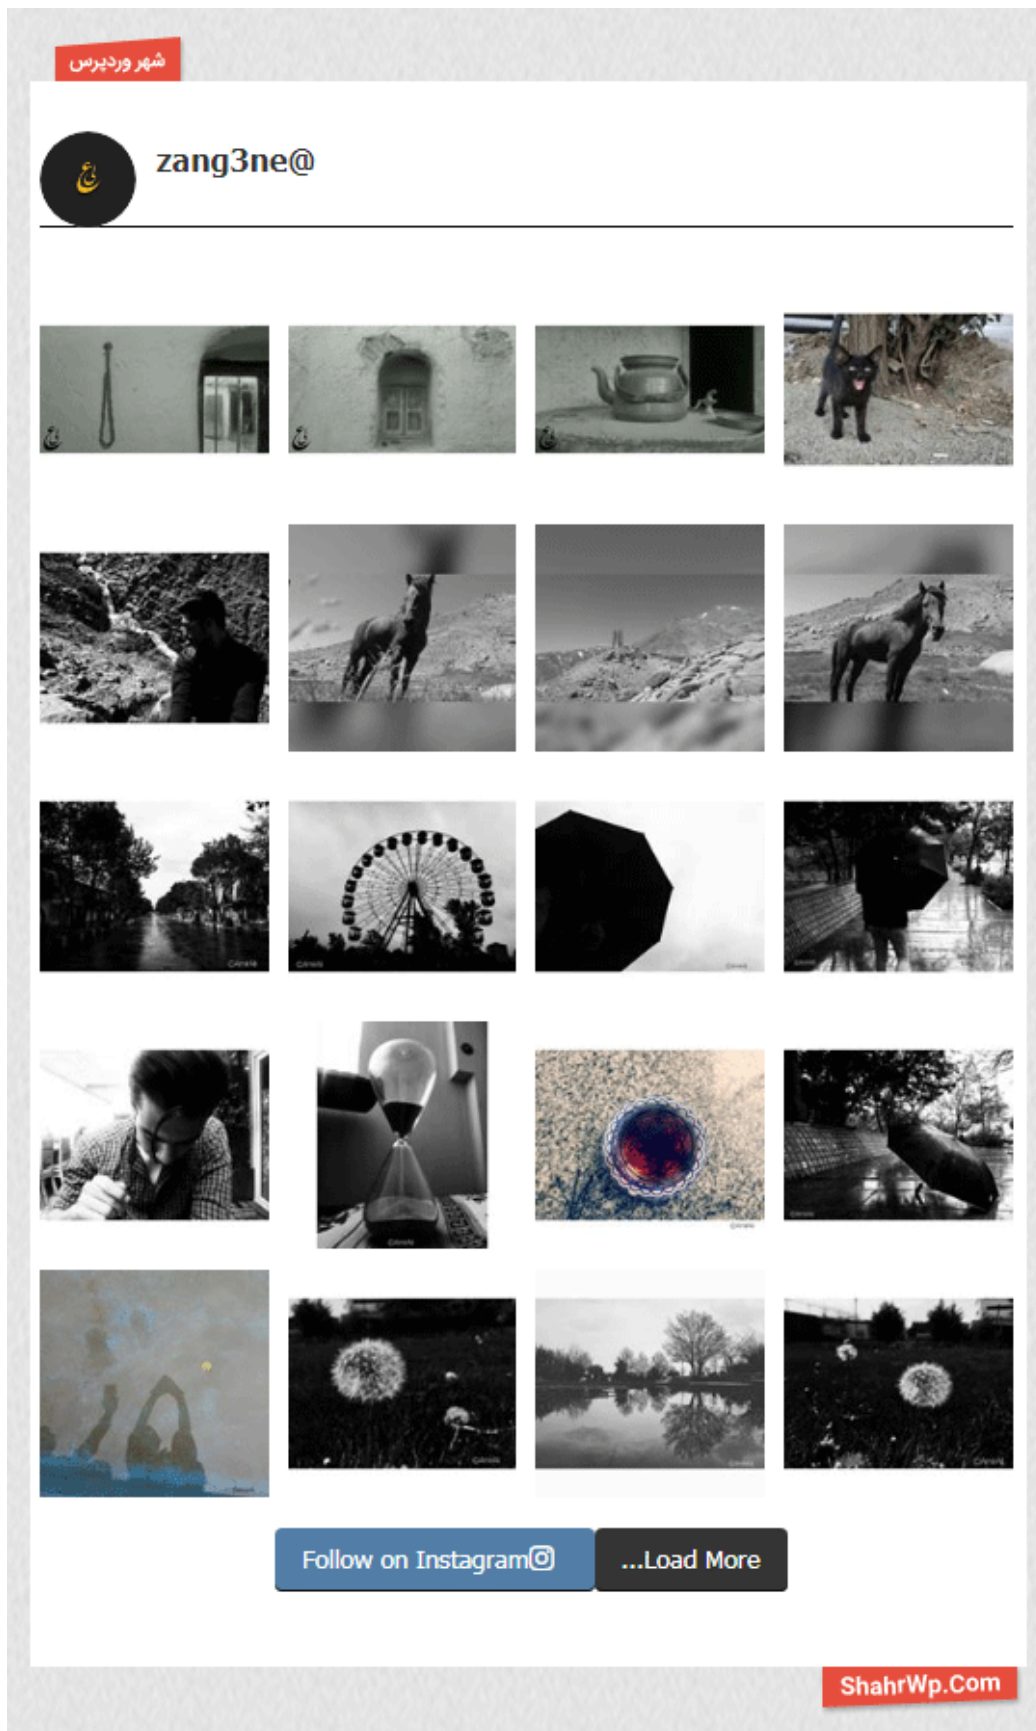 شهر وردپرس
zang3ne@
Follow on Instagram
...Load More
ShahrWp.Com